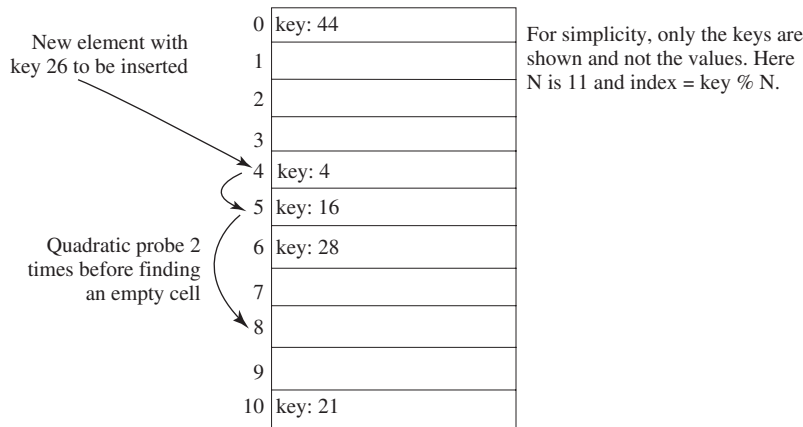 New element with
key 26 to be inserted
0 key: 44
1
2
3
4 key: 4
5 key: 16
6 key: 28
7
8
9
10 key: 21
Quadratic probe 2
times before finding
an empty cell
For simplicity, only the keys are
shown and not the values. Here
N is 11 and index = key % N.